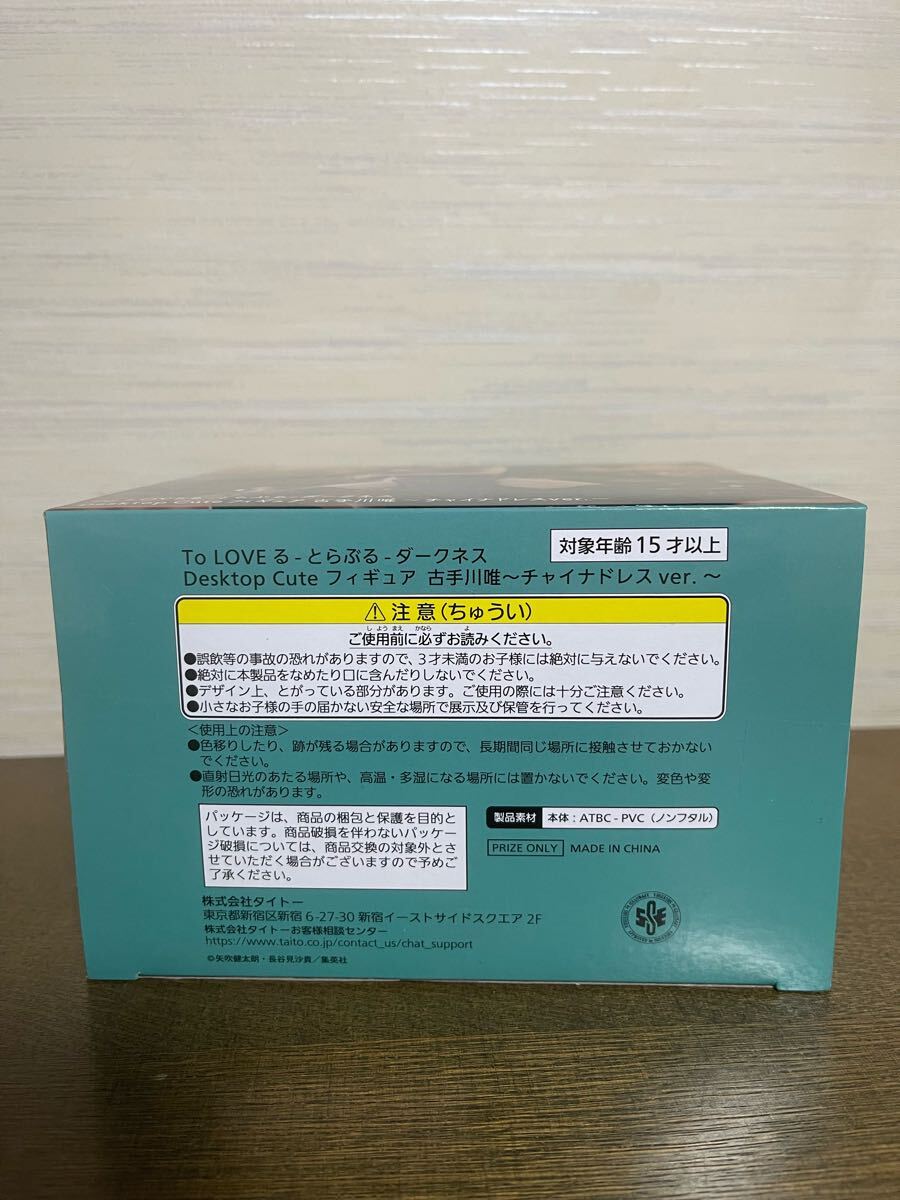 古手川唯 ～チャイナドレスver.～
To LOVE る - とらぶる - ダークネス
対象年齢 15 才以上
Desktop Cute フィギュア 古手川唯～チャイナドレス ver. ～
⚠ 注意（ちゅうい）
ご使用前に必ずお読みください。
しよう まえ かなら よ
●誤飲等の事故の恐れがありますので、3才未満のお子様には絶対に与えないでください。
●絶対に本製品をなめたり口に含んだりしないでください。
●デザイン上、とがっている部分があります。ご使用の際には十分ご注意ください。
●小さなお子様の手の届かない安全な場所で展示及び保管を行ってください。
＜使用上の注意＞
●色移りしたり、跡が残る場合がありますので、長期間同じ場所に接触させておかない
でください。
●直射日光のあたる場所や、高温・多湿になる場所には置かないでください。変色や変
形の恐れがあります。
パッケージは、商品の梱包と保護を目的と
しています。商品破損を伴わないパッケー
ジ破損については、商品交換の対象外とさ
せていただく場合がございますので予めご
了承ください。
製品素材 本体：ATBC - PVC（ノンフタル）
PRIZE ONLY MADE IN CHINA
株式会社タイトー
東京都新宿区新宿 6-27-30 新宿イーストサイドスクエア 2F
株式会社タイトーお客様相談センター
https://www.taito.co.jp/contact_us/chat_support
©矢吹健太朗・長谷見沙貴／集英社